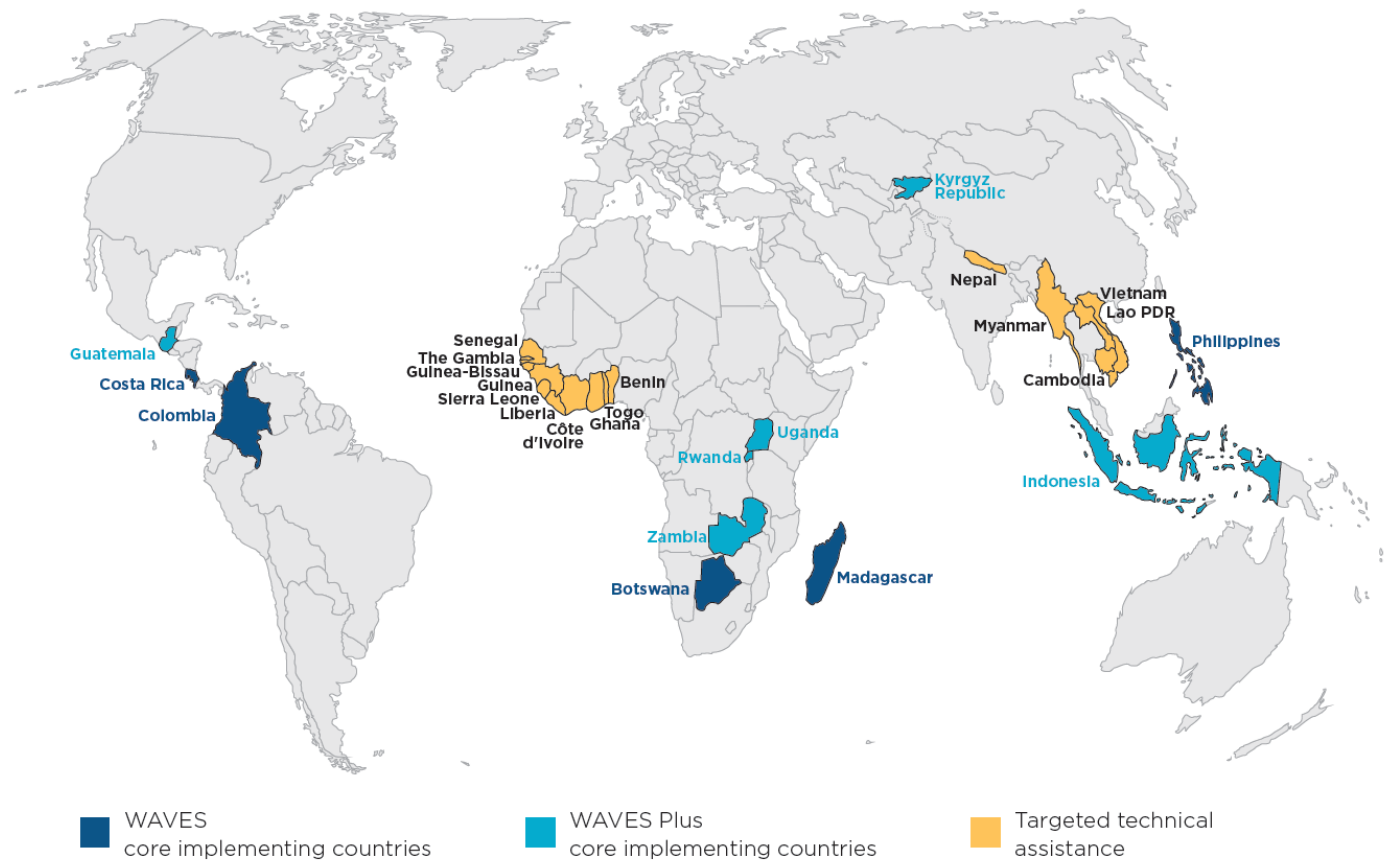 Kyrgyz
Republic
Nepal
Vietnam
Lao PDR
Myanmar
Philippines
Cambodia
Guatemala
Costa Rica
Colombia
Senegal
The Gambia
Guinea-Bissau
Guinea
Sierra Leone
Liberia
Côte
d'Ivoire
Benin
Togo
Ghana
Uganda
Rwanda
Indonesia
Zambia
Madagascar
Botswana
WAVES
core implementing countries
WAVES Plus
core implementing countries
Targeted technical
assistance